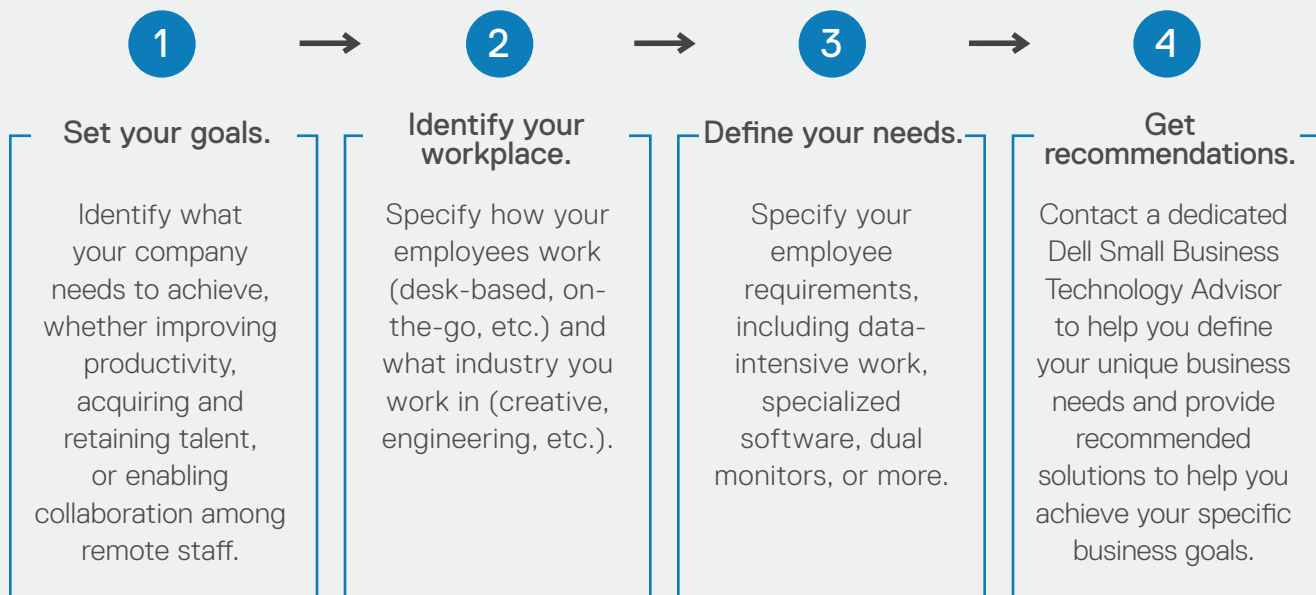 1
Set your goals.
Identify what
your company
needs to achieve,
whether improving
productivity,
acquiring and
retaining talent,
or enabling
collaboration among
remote staff.
2
Identify your
workplace.
Specify how your
employees work
(desk-based, on-
the-go, etc.) and
what industry you
work in (creative,
engineering, etc.).
3
Define your needs.
Specify your
employee
requirements,
including data-
intensive work,
specialized
software, dual
monitors, or more.
4
Get
recommendations.
Contact a dedicated
Dell Small Business
Technology Advisor
to help you define
your unique business
needs and provide
recommended
solutions to help you
achieve your specific
business goals.